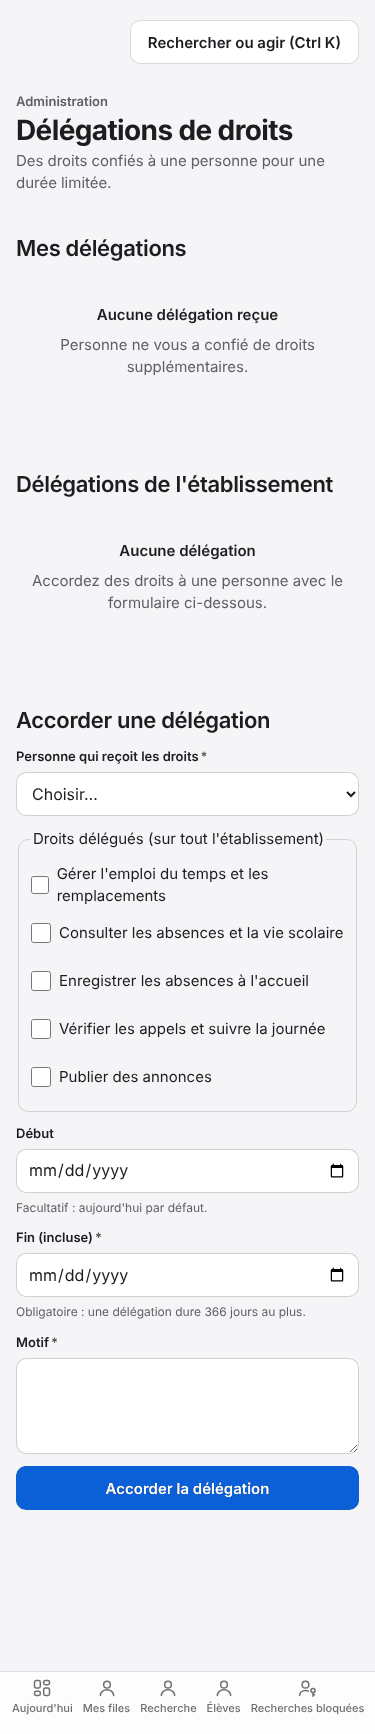 Rechercher ou agir (Ctrl K)
Administration
Délégations de droits
Des droits confiés à une personne pour une
durée limitée.
Mes délégations
Aucune délégation reçue
Personne ne vous a confié de droits
supplémentaires.
Délégations de l'établissement
Aucune délégation
Accordez des droits à une personne avec le
formulaire ci-dessous.
Accorder une délégation
Personne qui reçoit les droits *
Choisir...
Droits délégués (sur tout l'établissement)
Gérer l'emploi du temps et les
remplacements
Consulter les absences et la vie scolaire
Enregistrer les absences à l'accueil
Vérifier les appels et suivre la journée
Publier des annonces
Début
mm/dd/yyyy
Facultatif : aujourd'hui par défaut.
Fin (incluse) *
mm/dd/yyyy
Obligatoire : une délégation dure 366 jours au plus.
Motif *
Accorder la délégation
Aujourd'hui Mes files Recherche Élèves Recherches bloquées